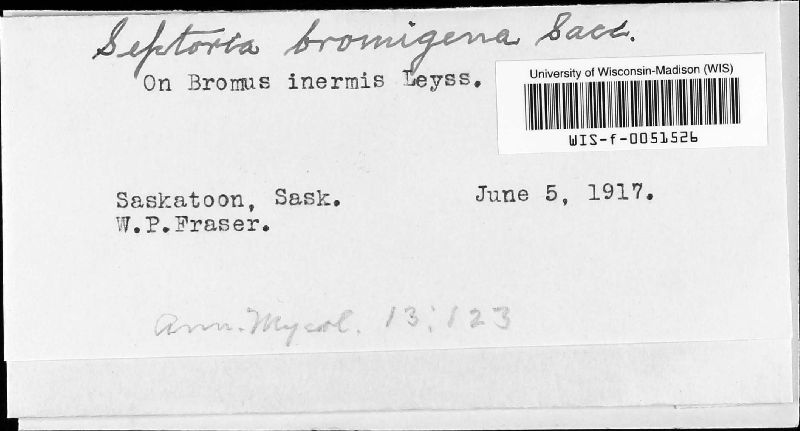 Septoria bromigena Sacc.
On Bromus inermis Leyss.
University of Wisconsin-Madison (WIS)
WIS-f-0051526
Saskatoon, Sask.
June 5, 1917.
W.P.Fraser.
Ann. Mycol. 13:123